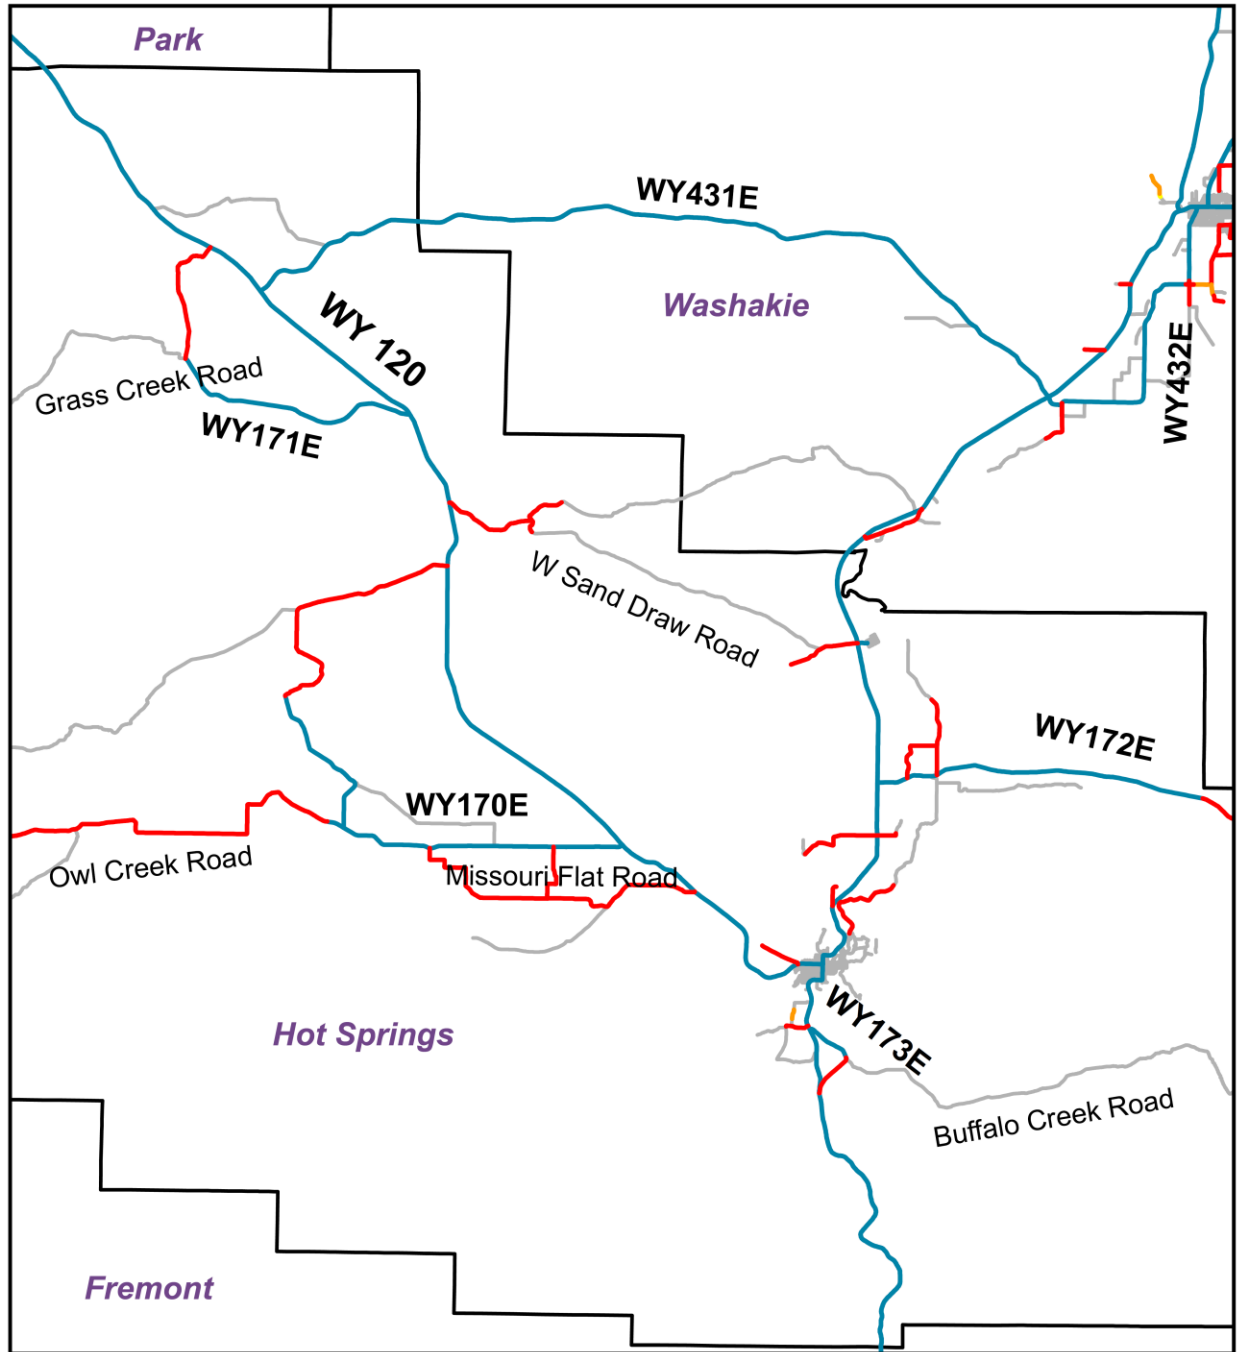 Park
WY431E
Washakie
WY 120
WY432E
Grass Creek Road
WY171E
W Sand Draw Road
WY172E
WY170E
Owl Creek Road
Missouri Flat Road
WY173E
Hot Springs
Buffalo Creek Road
Fremont